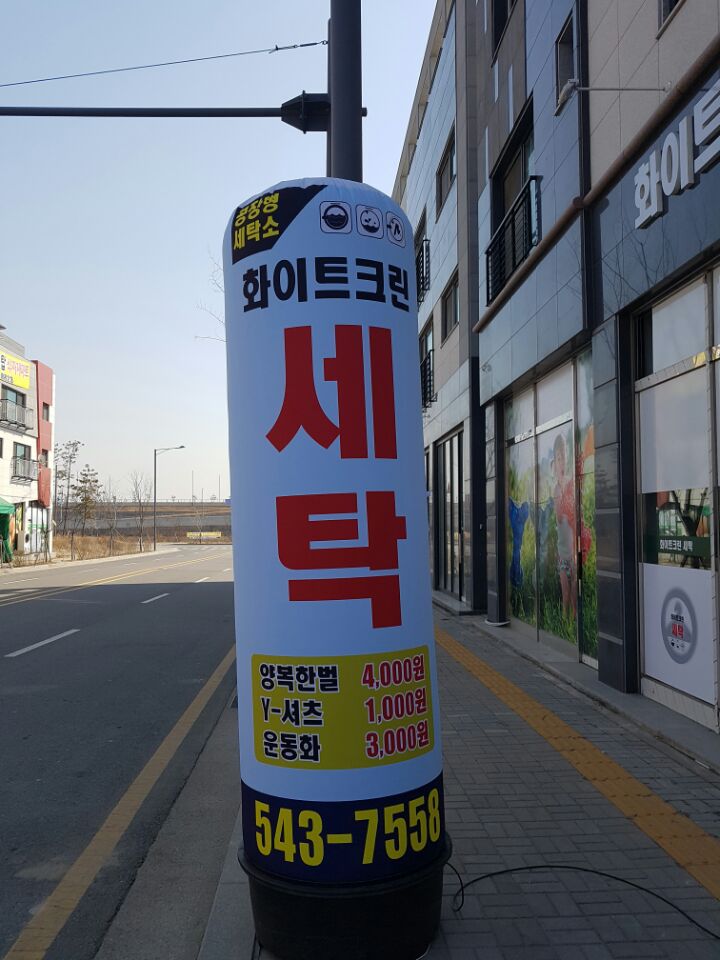 공장형
세탁소
화이트크린
세
탁
양복한벌 4,000원
Y-셔츠 1,000원
운동화 3,000원
543-7558
화이트
화이트크린 세탁
세탁